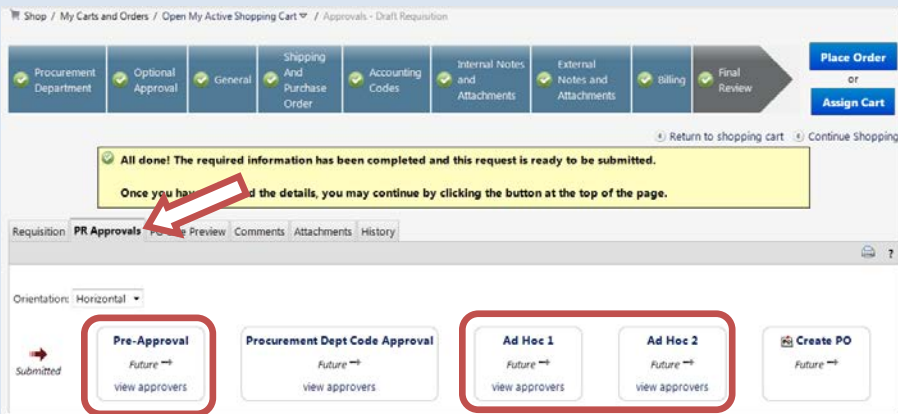 Shop / My Carts and Orders / Open My Active Shopping Cart / Approvals - Draft Requisition
Procurement Department
Optional Approval
General
Shipping And Purchase Order
Accounting Codes
Internal Notes and Attachments
External Notes and Attachments
Billing
Final Review
Place Order
or
Assign Cart
Return to shopping cart Continue Shopping
All done! The required information has been completed and this request is ready to be submitted.
Once you have the details, you may continue by clicking the button at the top of the page.
Requisition PR Approvals Preview Comments Attachments History
?
Orientation: Horizontal
Submitted
Pre-Approval
Future
view approvers
Procurement Dept Code Approval
Future
view approvers
Ad Hoc 1
Future
view approvers
Ad Hoc 2
Future
view approvers
Create PO
Future